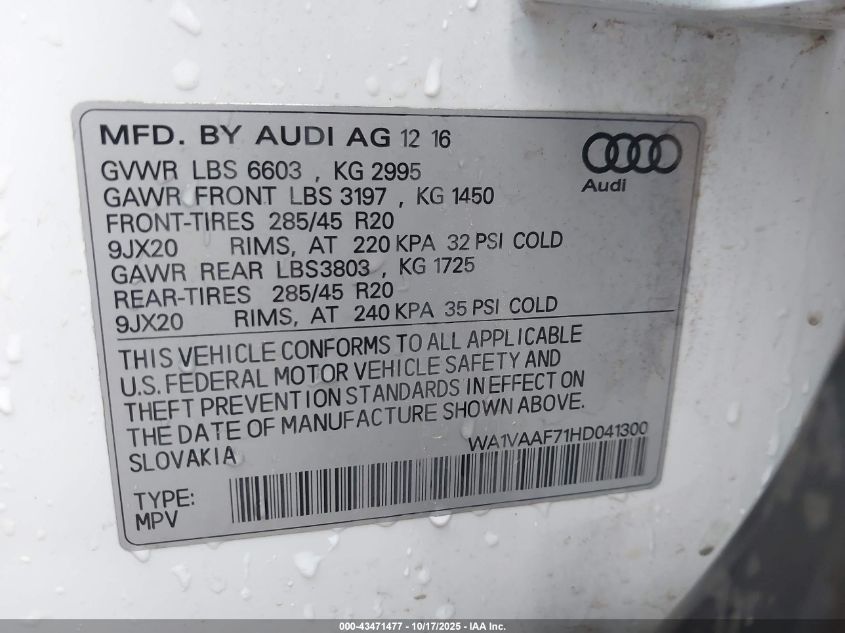 MFD. BY AUDI AG 12 16
GVWR LBS 6603 , KG 2995
GAWR FRONT LBS 3197 , KG 1450
FRONT-TIRES 285/45 R20
9JX20 RIMS, AT 220 KPA 32 PSI COLD
GAWR REAR LBS3803 , KG 1725
REAR-TIRES 285/45 R20
9JX20 RIMS, AT 240 KPA 35 PSI COLD
Audi
THIS VEHICLE CONFORMS TO ALL APPLICABLE
U.S. FEDERAL MOTOR VEHICLE SAFETY AND
THEFT PREVENTION STANDARDS IN EFFECT ON
THE DATE OF MANUFACTURE SHOWN ABOVE.
SLOVAKIA
WA1VAAF71HD041300
TYPE:
MPV
000-43471477 - 10/17/2025 - IAA Inc.